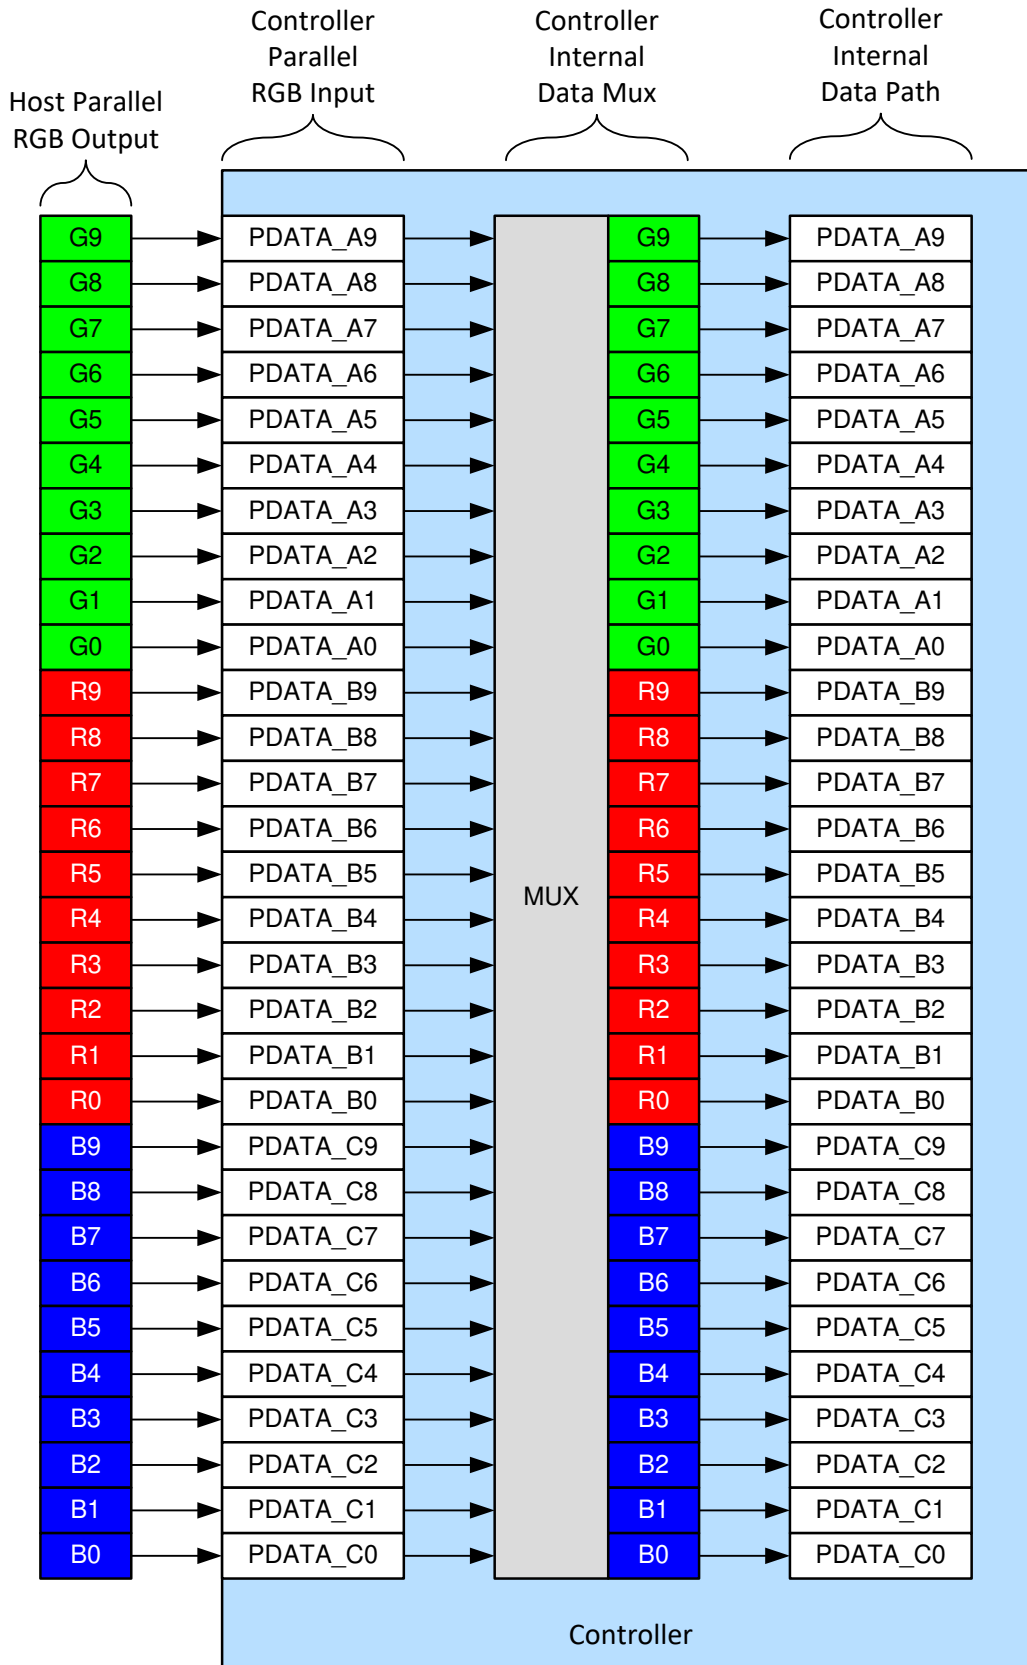 Controller
Parallel
RGB Input
Controller
Internal
Data Mux
Controller
Internal
Data Path
Host Parallel
RGB Output
G9 PDATA_A9 G9 PDATA_A9
G8 PDATA_A8 G8 PDATA_A8
G7 PDATA_A7 G7 PDATA_A7
G6 PDATA_A6 G6 PDATA_A6
G5 PDATA_A5 G5 PDATA_A5
G4 PDATA_A4 G4 PDATA_A4
G3 PDATA_A3 G3 PDATA_A3
G2 PDATA_A2 G2 PDATA_A2
G1 PDATA_A1 G1 PDATA_A1
G0 PDATA_A0 G0 PDATA_A0
R9 PDATA_B9 R9 PDATA_B9
R8 PDATA_B8 R8 PDATA_B8
R7 PDATA_B7 R7 PDATA_B7
R6 PDATA_B6 R6 PDATA_B6
R5 PDATA_B5 R5 PDATA_B5
MUX
R4 PDATA_B4 R4 PDATA_B4
R3 PDATA_B3 R3 PDATA_B3
R2 PDATA_B2 R2 PDATA_B2
R1 PDATA_B1 R1 PDATA_B1
R0 PDATA_B0 R0 PDATA_B0
B9 PDATA_C9 B9 PDATA_C9
B8 PDATA_C8 B8 PDATA_C8
B7 PDATA_C7 B7 PDATA_C7
B6 PDATA_C6 B6 PDATA_C6
B5 PDATA_C5 B5 PDATA_C5
B4 PDATA_C4 B4 PDATA_C4
B3 PDATA_C3 B3 PDATA_C3
B2 PDATA_C2 B2 PDATA_C2
B1 PDATA_C1 B1 PDATA_C1
B0 PDATA_C0 B0 PDATA_C0
Controller